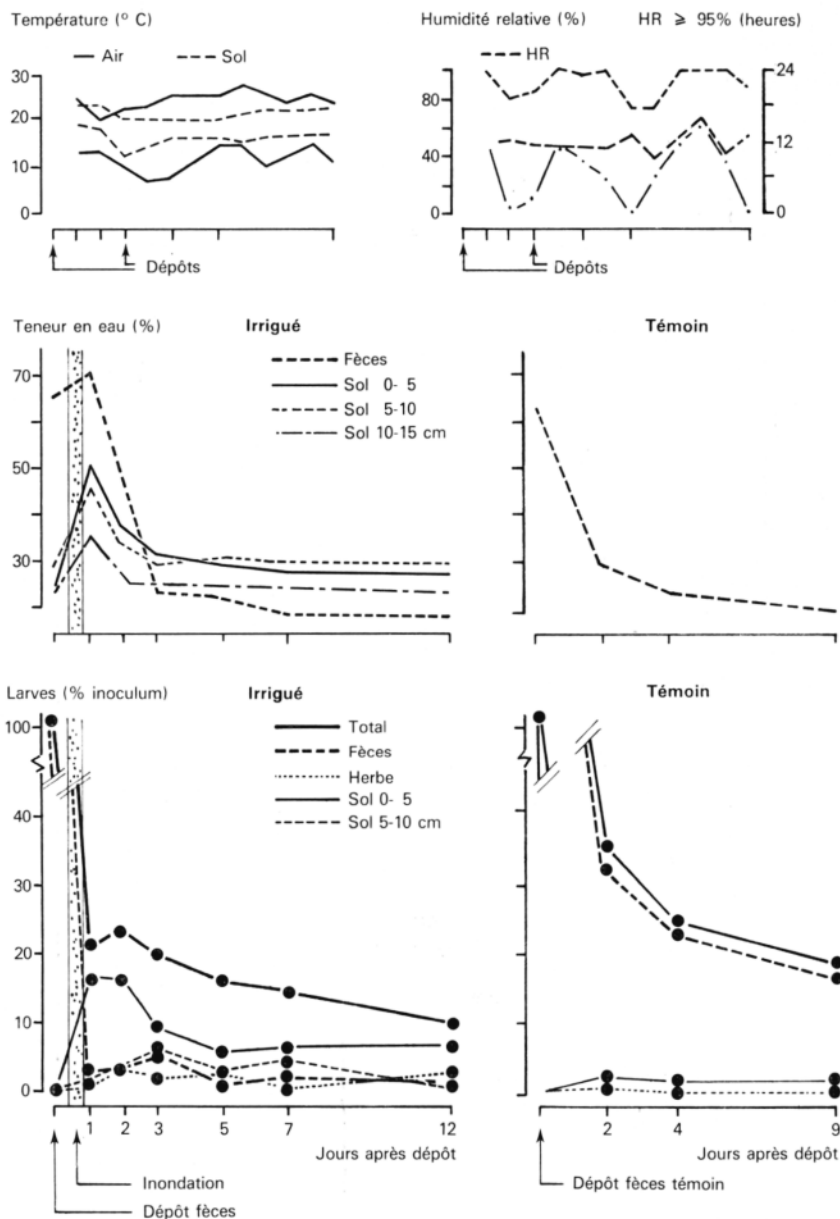 Température (° C)
Humidité relative (%)
HR ≥ 95% (heures)
Air
Sol
HR
30
20
10
0
80
40
0
24
12
0
Dépôts
Dépôts
Teneur en eau (%)
Irrigué
Témoin
Fèces
Sol 0- 5
Sol 5-10
Sol 10-15 cm
70
50
30
Larves (% inoculum)
Irrigué
Témoin
Total
Fèces
Herbe
Sol 0- 5
Sol 5-10 cm
100
40
30
20
10
0
1 2 3 5 7 12
2 4 9
Jours après dépôt
Jours après dépôt
Inondation
Dépôt fèces
Dépôt fèces témoin